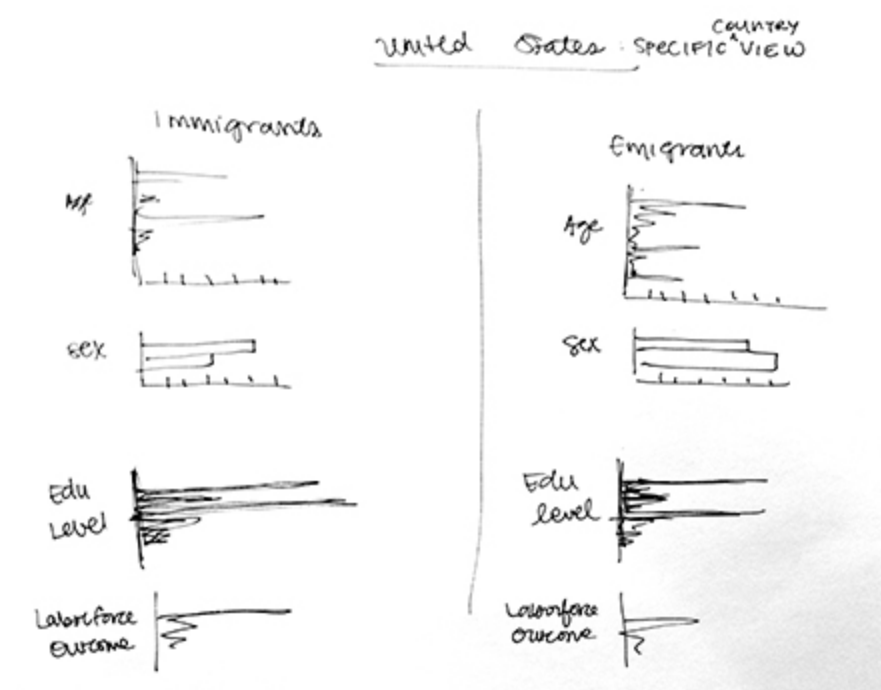 COUNTRY
United States : SPECIFIC ^ VIEW
Immigrants
Sex
Edu
Level
Laborforce
Outcome
Emigrants
Age
Sex
Edu
level
Laborforce
Outcome